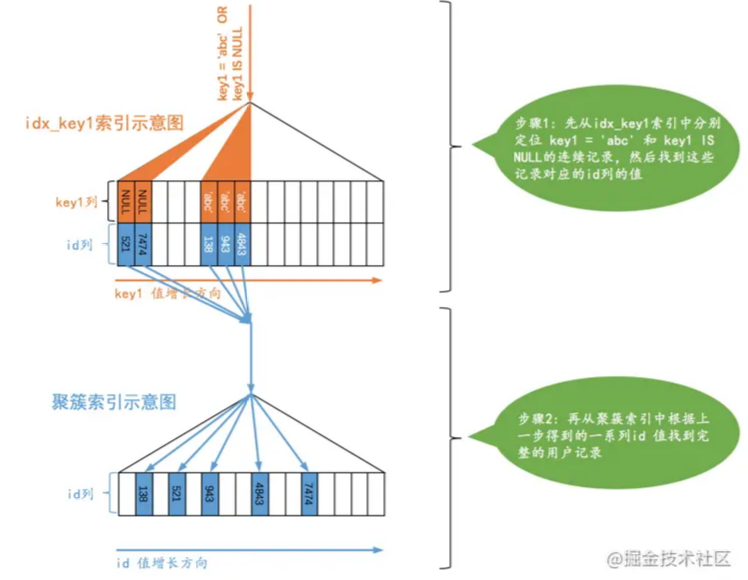 key1 = 'abc' OR
key1 IS NULL
idx_key1索引示意图
key1列
NULL
NULL
'abc'
'abc'
'abc'
id列
521
7474
138
943
4843
key1 值增长方向
步骤1: 先从idx_key1索引中分别
定位 key1 = 'abc' 和 key1 IS
NULL的连续记录, 然后找到这些
记录对应的id列的值
聚簇索引示意图
id列
138
521
943
4843
7474
id 值增长方向
步骤2: 再从聚簇索引中根据上
一步得到的一系列id 值找到完
整的用户记录
@掘金技术社区